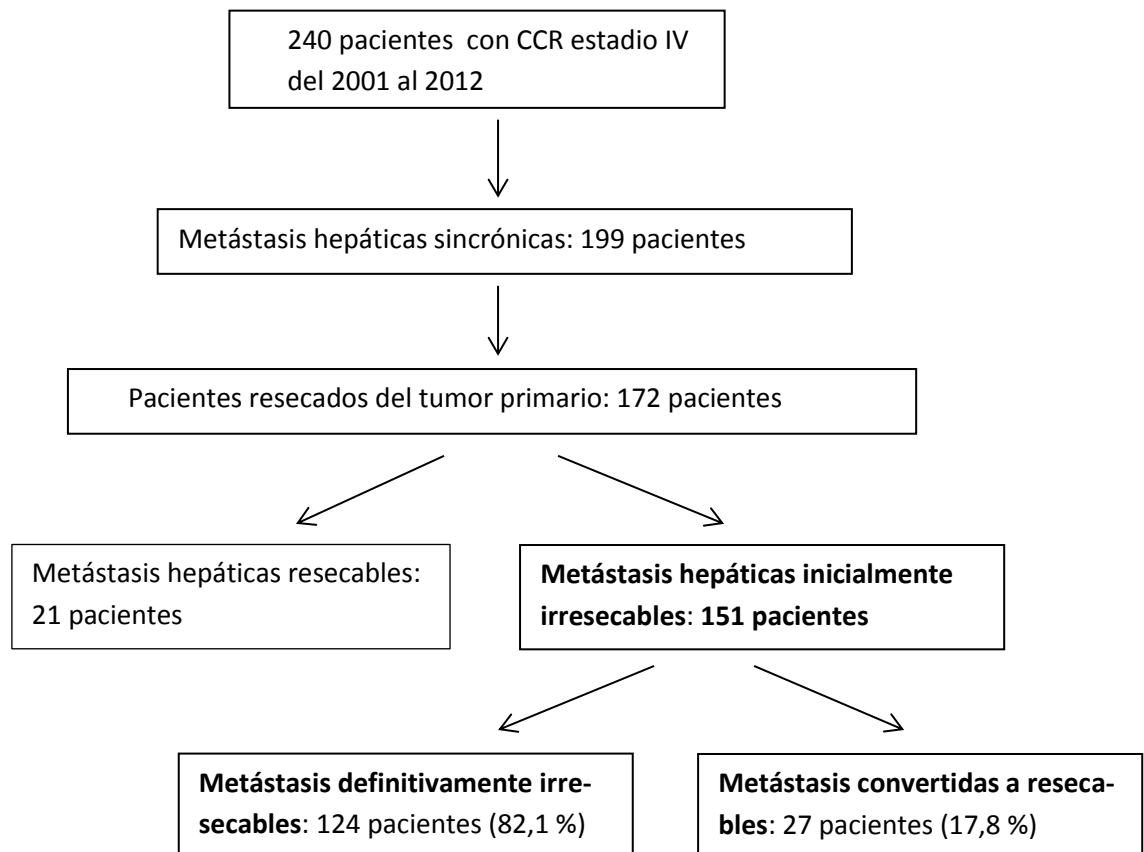 240 pacientes con CCR estadio IV
del 2001 al 2012
Metástasis hepáticas sincrónicas: 199 pacientes
Pacientes resecados del tumor primario: 172 pacientes
Metástasis hepáticas resecables:
21 pacientes
Metástasis hepáticas inicialmente
irresecables: 151 pacientes
Metástasis definitivamente irre-
secables: 124 pacientes (82,1 %)
Metástasis convertidas a reseca-
bles: 27 pacientes (17,8 %)